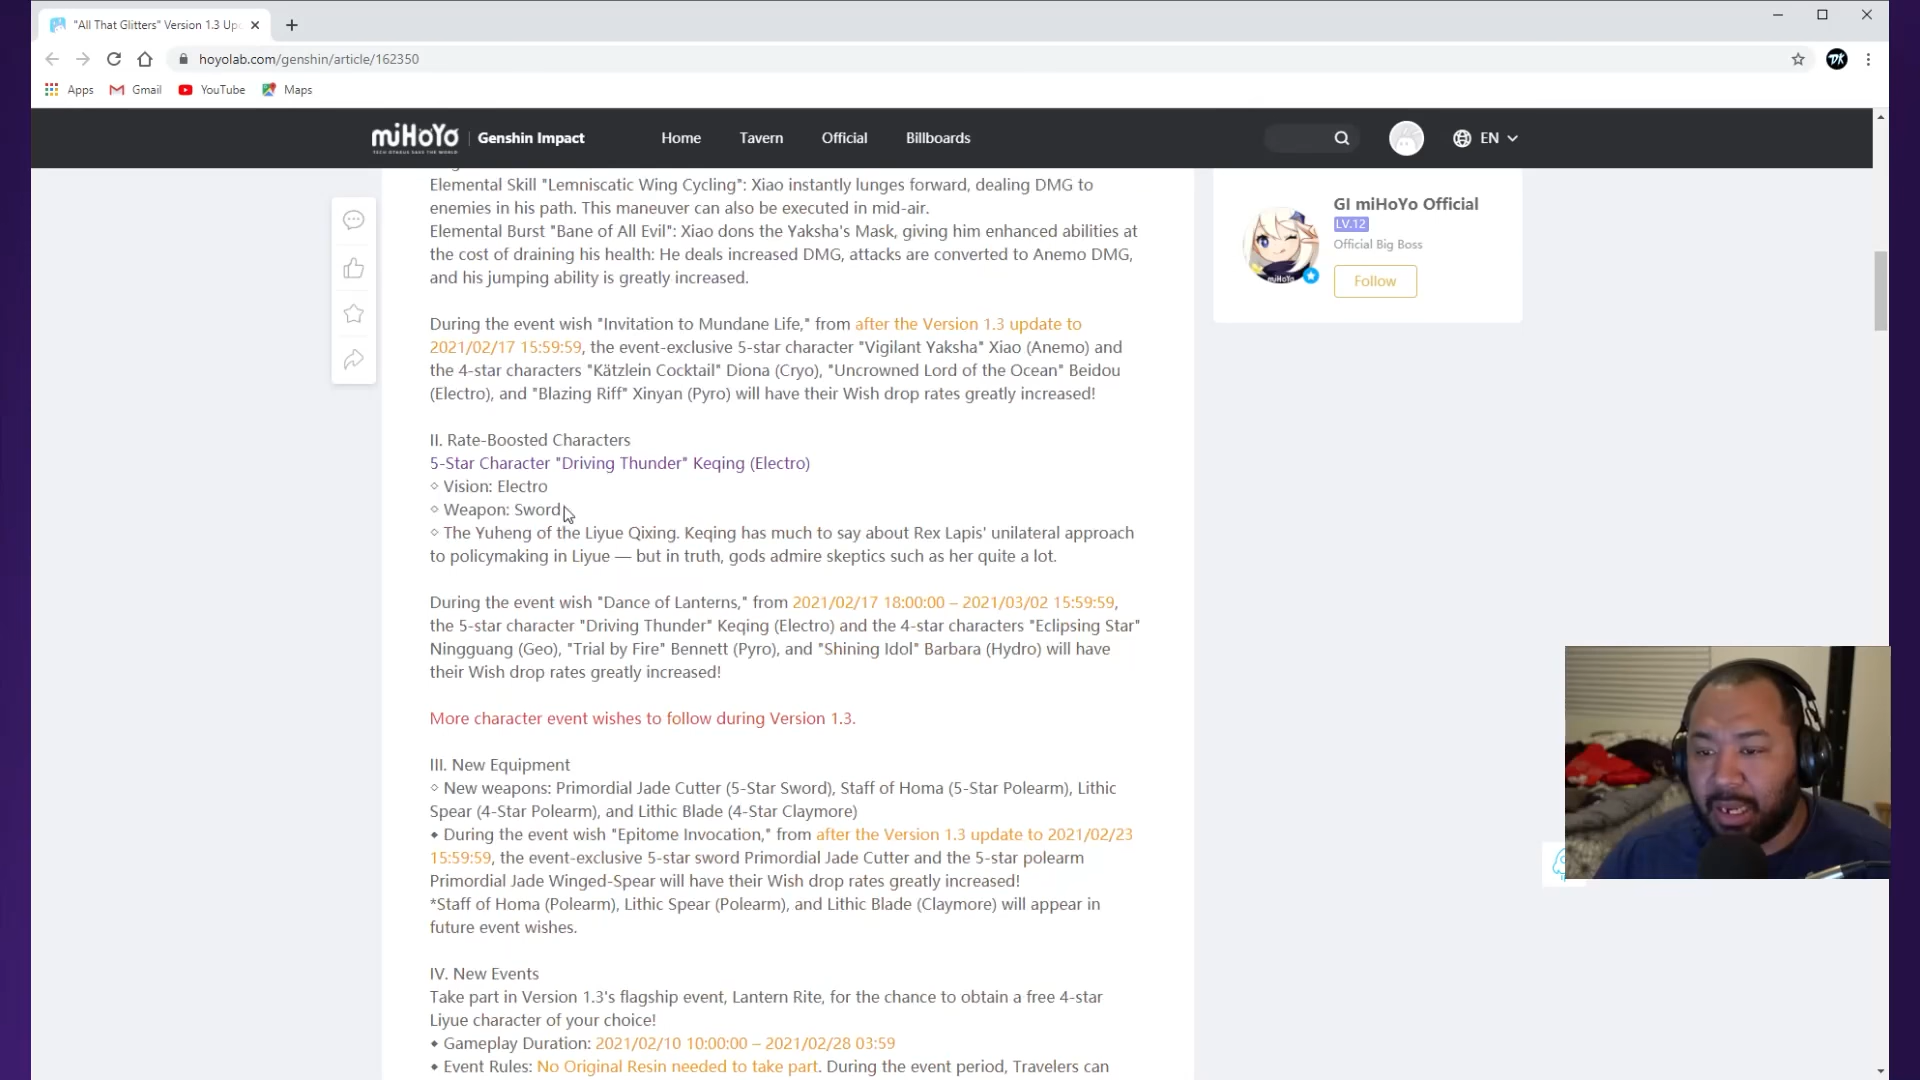 "All That Glitters" Version 1.3 Up
hoyolab.com/genshin/article/162350
DK
Apps Gmail YouTube Maps
miHoYo
TECH OTAKUS SAVE THE WORLD
Genshin Impact Home Tavern Official Billboards EN
Elemental Skill "Lemniscatic Wing Cycling": Xiao instantly lunges forward, dealing DMG to
enemies in his path. This maneuver can also be executed in mid-air.
Elemental Burst "Bane of All Evil": Xiao dons the Yaksha's Mask, giving him enhanced abilities at
the cost of draining his health: He deals increased DMG, attacks are converted to Anemo DMG,
and his jumping ability is greatly increased.
During the event wish "Invitation to Mundane Life," from after the Version 1.3 update to
2021/02/17 15:59:59, the event-exclusive 5-star character "Vigilant Yaksha" Xiao (Anemo) and
the 4-star characters "Kätzlein Cocktail" Diona (Cryo), "Uncrowned Lord of the Ocean" Beidou
(Electro), and "Blazing Riff" Xinyan (Pyro) will have their Wish drop rates greatly increased!
II. Rate-Boosted Characters
5-Star Character "Driving Thunder" Keqing (Electro)
◇ Vision: Electro
◇ Weapon: Sword
◇ The Yuheng of the Liyue Qixing. Keqing has much to say about Rex Lapis' unilateral approach
to policymaking in Liyue — but in truth, gods admire skeptics such as her quite a lot.
During the event wish "Dance of Lanterns," from 2021/02/17 18:00:00 – 2021/03/02 15:59:59,
the 5-star character "Driving Thunder" Keqing (Electro) and the 4-star characters "Eclipsing Star"
Ningguang (Geo), "Trial by Fire" Bennett (Pyro), and "Shining Idol" Barbara (Hydro) will have
their Wish drop rates greatly increased!
More character event wishes to follow during Version 1.3.
III. New Equipment
◇ New weapons: Primordial Jade Cutter (5-Star Sword), Staff of Homa (5-Star Polearm), Lithic
Spear (4-Star Polearm), and Lithic Blade (4-Star Claymore)
◆ During the event wish "Epitome Invocation," from after the Version 1.3 update to 2021/02/23
15:59:59, the event-exclusive 5-star sword Primordial Jade Cutter and the 5-star polearm
Primordial Jade Winged-Spear will have their Wish drop rates greatly increased!
*Staff of Homa (Polearm), Lithic Spear (Polearm), and Lithic Blade (Claymore) will appear in
future event wishes.
IV. New Events
Take part in Version 1.3's flagship event, Lantern Rite, for the chance to obtain a free 4-star
Liyue character of your choice!
◆ Gameplay Duration: 2021/02/10 10:00:00 – 2021/02/28 03:59
◆ Event Rules: No Original Resin needed to take part. During the event period, Travelers can
GI miHoYo Official
LV.12
Official Big Boss
miHoYo
Follow